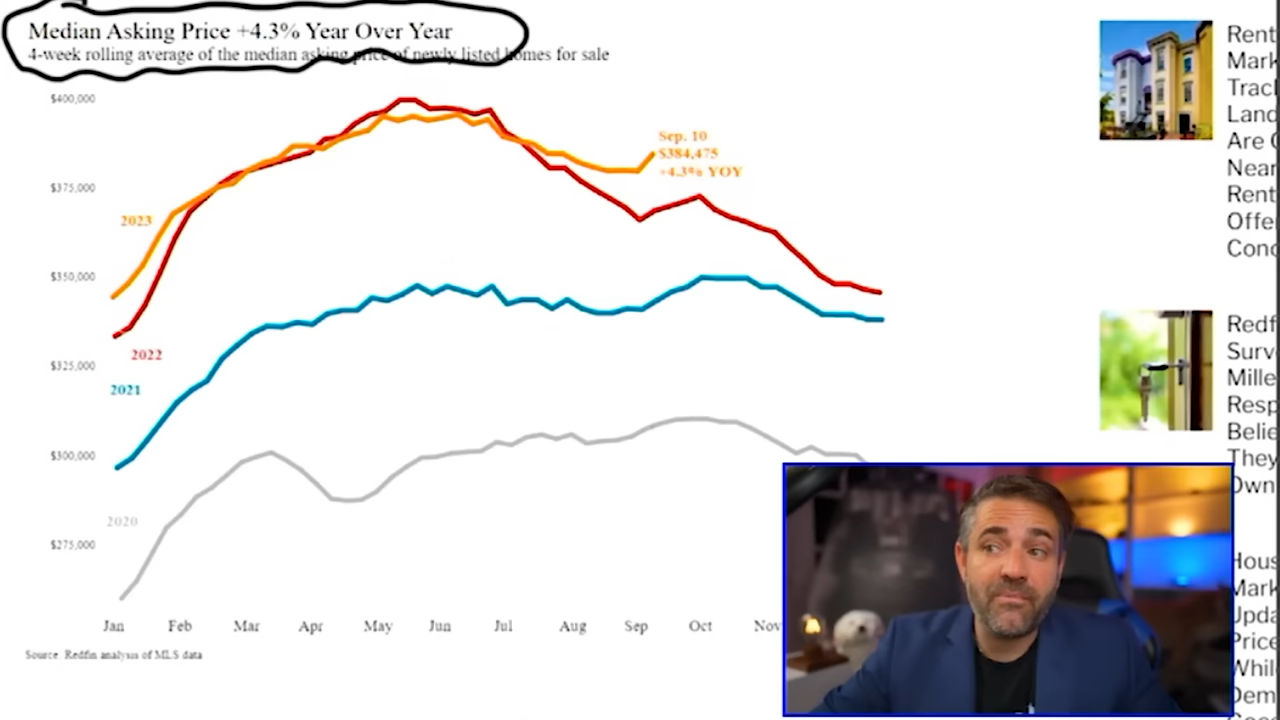 Median Asking Price +4.3% Year Over Year
4-week rolling average of the median asking price of newly listed homes for sale
$400,000
$375,000
$350,000
$325,000
$300,000
$275,000
Sep. 10
$384,475
+4.3% YOY
2023
2022
2021
2020
Jan Feb Mar Apr May Jun Jul Aug Sep Oct Nov
Source: Redfin analysis of MLS data
Rent
Mark
Trac
Land
Are
Near
Rent
Offe
Conc
Redf
Surv
Mille
Resp
Belie
They
Own
Hous
Mark
Upda
Price
Whil
Dem